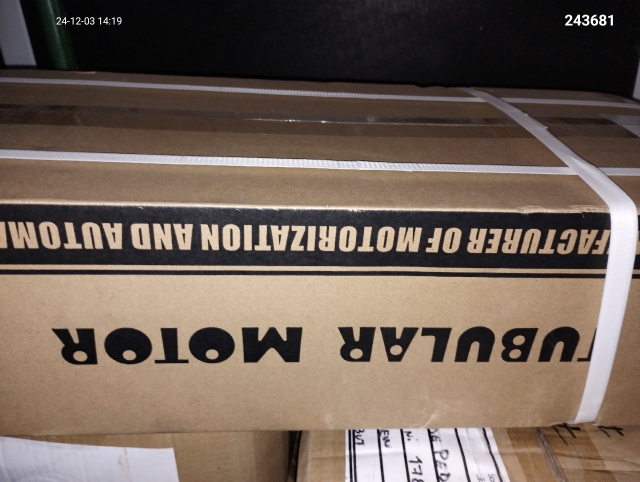 24-12-03 14:19
243681
FACTURER OF MOTORIZATION AND AUTOM
TUBULAR MOTOR